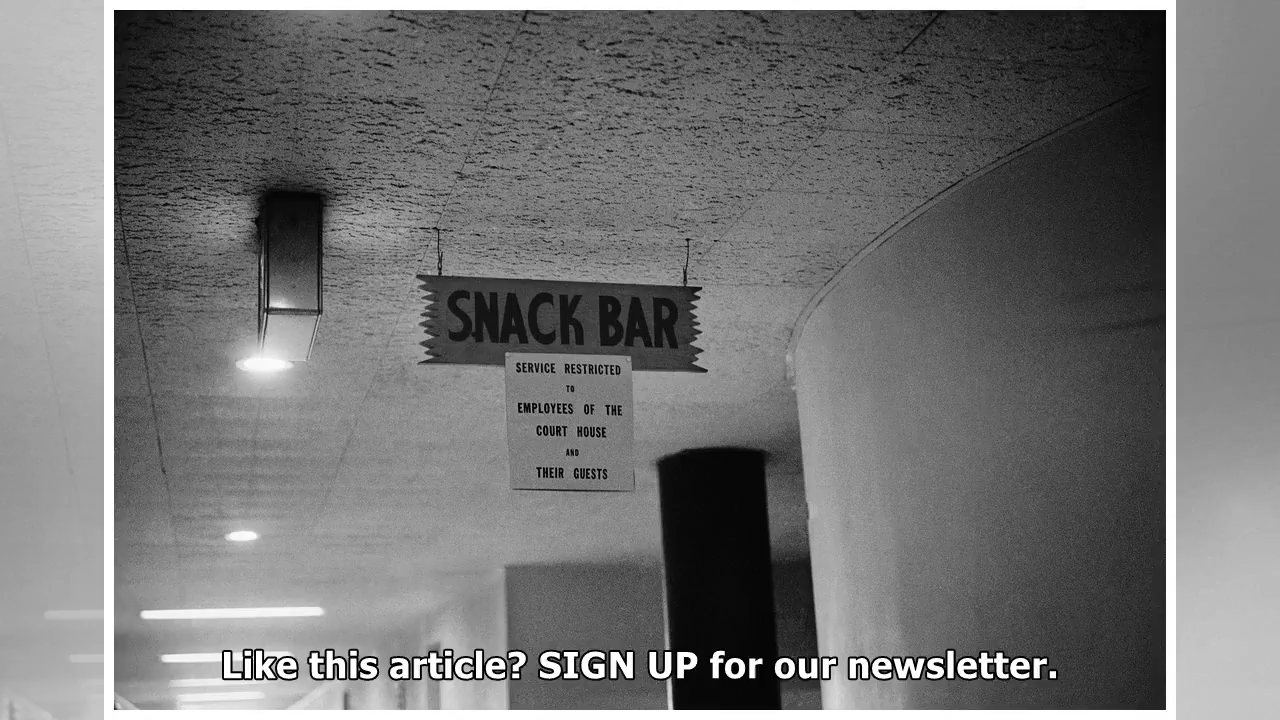 SNACK BAR
SERVICE RESTRICTED
TO
EMPLOYEES OF THE
COURT HOUSE
AND
THEIR GUESTS
Like this article? SIGN UP for our newsletter.